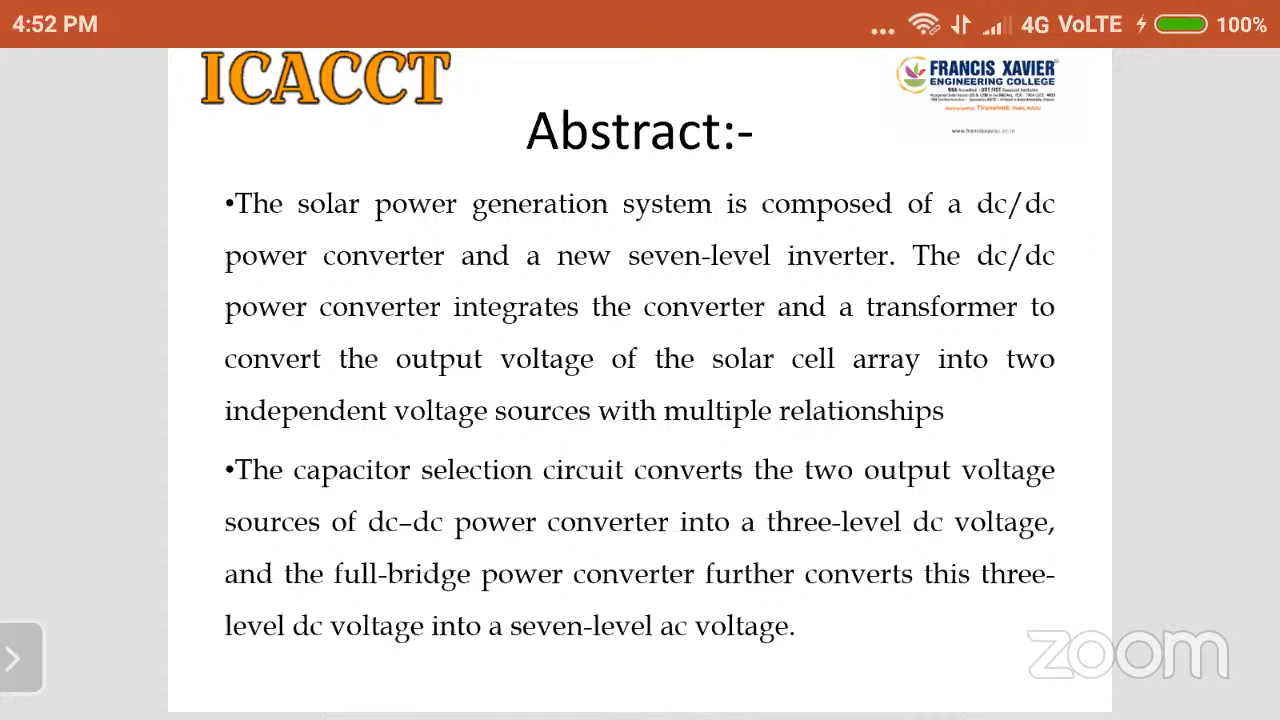 4:52 PM
... 4G VoLTE 100%
ICACCT
FRANCIS XAVIER
ENGINEERING COLLEGE
www.francisxavier.ac.in
Abstract:-
•The solar power generation system is composed of a dc/dc
power converter and a new seven-level inverter. The dc/dc
power converter integrates the converter and a transformer to
convert the output voltage of the solar cell array into two
independent voltage sources with multiple relationships
•The capacitor selection circuit converts the two output voltage
sources of dc–dc power converter into a three-level dc voltage,
and the full-bridge power converter further converts this three-
level dc voltage into a seven-level ac voltage.
zoom